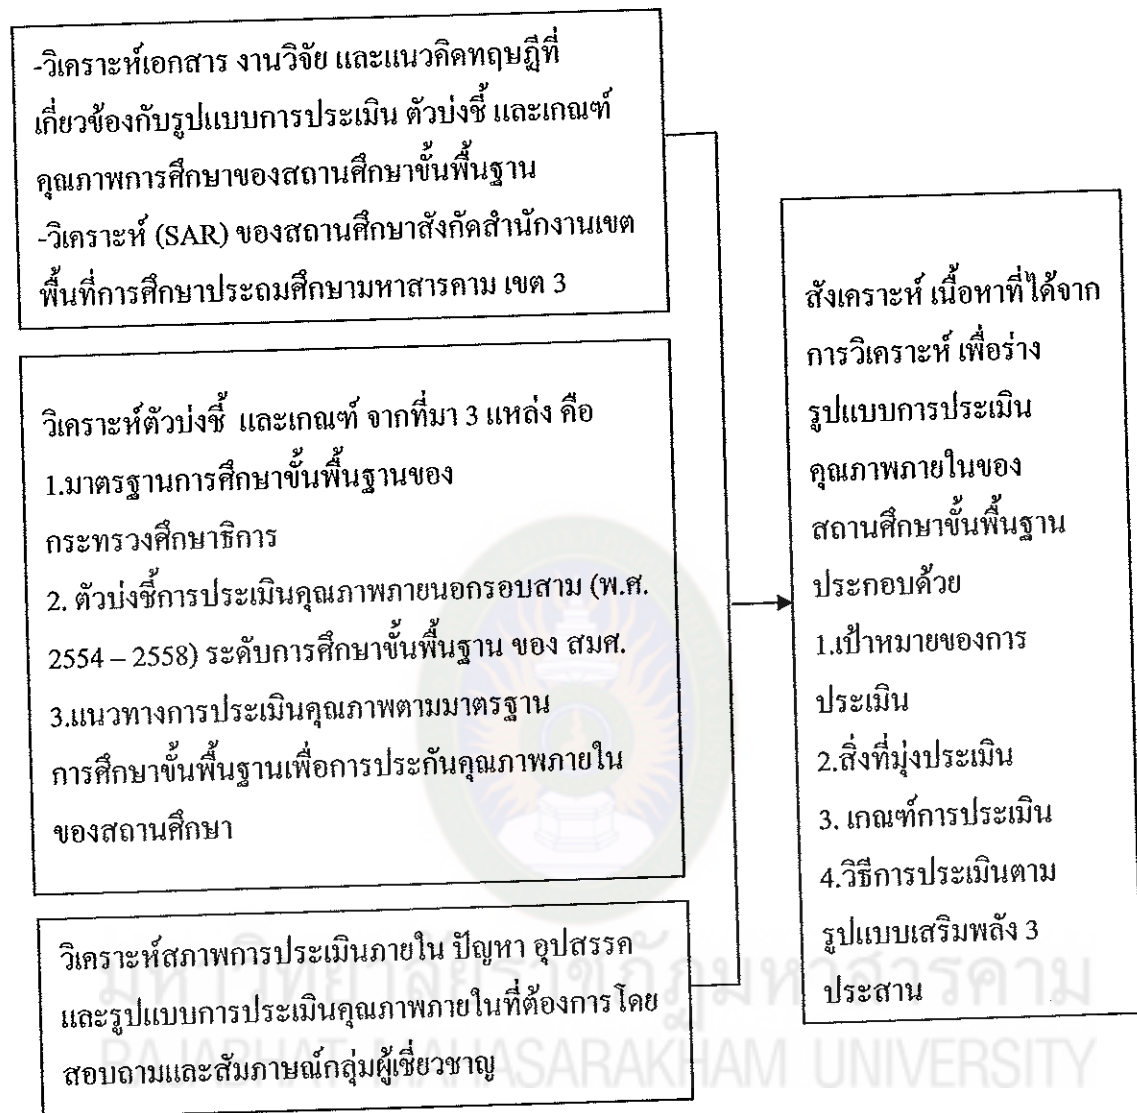 -วิเคราะห์เอกสาร งานวิจัย และแนวคิดทฤษฎีที่
เกี่ยวข้องกับรูปแบบการประเมิน ตัวบ่งชี้ และเกณฑ์
คุณภาพการศึกษาของสถานศึกษาขั้นพื้นฐาน
-วิเคราะห์ (SAR) ของสถานศึกษาสังกัดสำนักงานเขต
พื้นที่การศึกษาประถมศึกษามหาสารคาม เขต 3
วิเคราะห์ตัวบ่งชี้ และเกณฑ์ จากที่มา 3 แหล่ง คือ
1.มาตรฐานการศึกษาขั้นพื้นฐานของ
กระทรวงศึกษาธิการ
2. ตัวบ่งชี้การประเมินคุณภาพภายนอกรอบสาม (พ.ศ.
2554 – 2558) ระดับการศึกษาขั้นพื้นฐาน ของ สมศ.
3.แนวทางการประเมินคุณภาพตามมาตรฐาน
การศึกษาขั้นพื้นฐานเพื่อการประกันคุณภาพภายใน
ของสถานศึกษา
วิเคราะห์สภาพการประเมินภายใน ปัญหา อุปสรรค
และรูปแบบการประเมินคุณภาพภายในที่ต้องการ โดย
สอบถามและสัมภาษณ์กลุ่มผู้เชี่ยวชาญ
สังเคราะห์ เนื้อหาที่ได้จาก
การวิเคราะห์ เพื่อร่าง
รูปแบบการประเมิน
คุณภาพภายในของ
สถานศึกษาขั้นพื้นฐาน
ประกอบด้วย
1.เป้าหมายของการ
ประเมิน
2.สิ่งที่มุ่งประเมิน
3. เกณฑ์การประเมิน
4.วิธีการประเมินตาม
รูปแบบเสริมพลัง 3
ประสาน
มหาวิทยาลัยราชภัฏมหาสารคาม
RAJABHAT MAHASARAKHAM UNIVERSITY